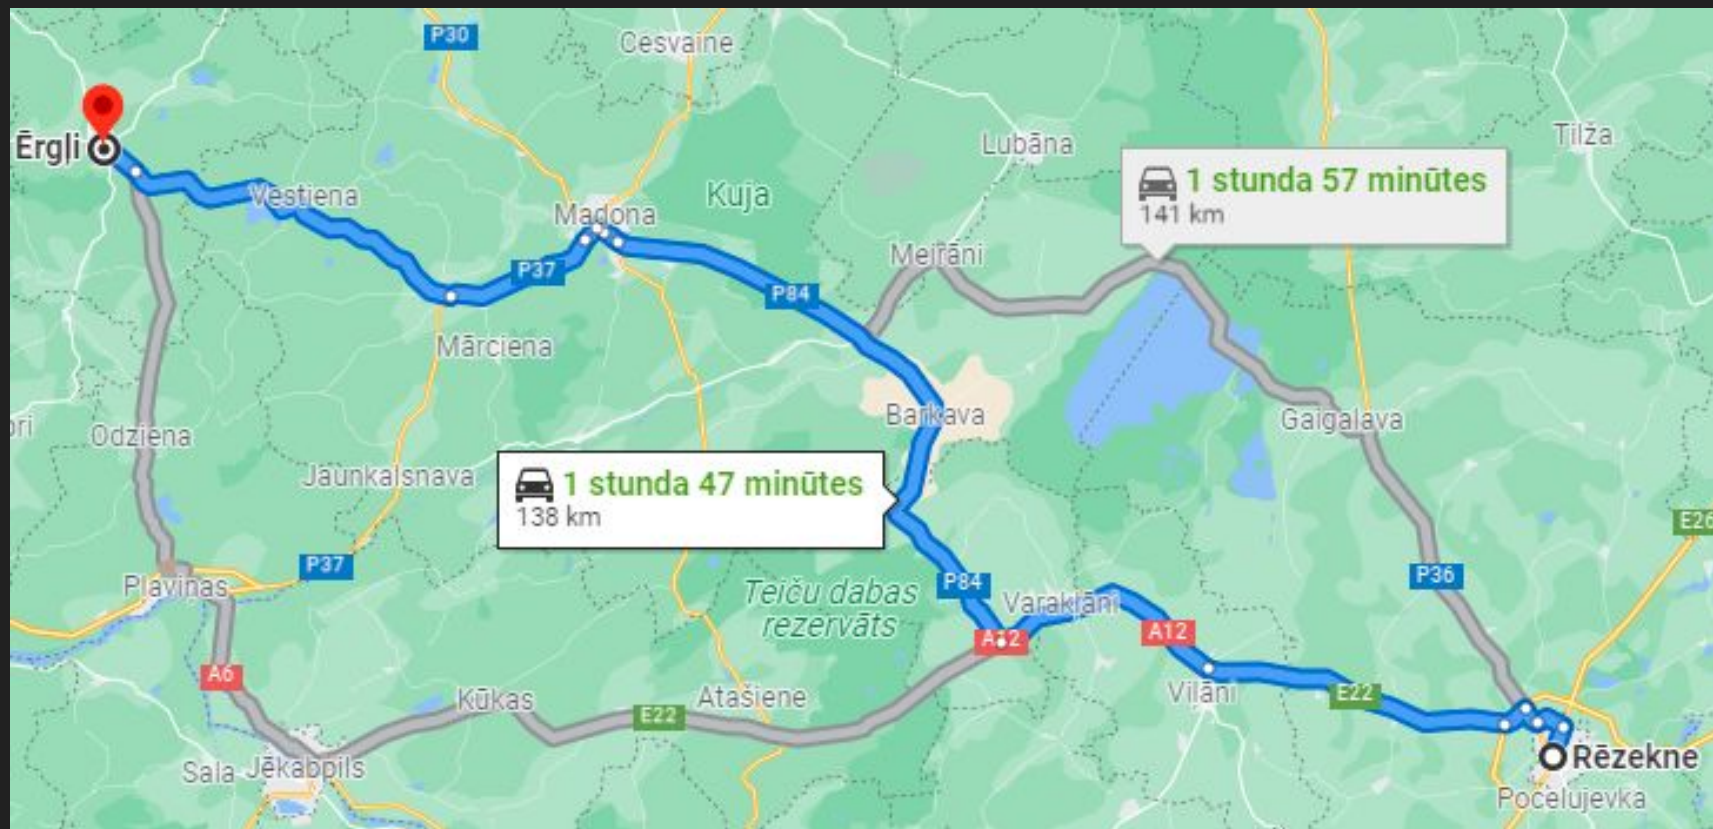 P30
Cesvaine
Ērgļi
Lubāna
Tilža
Vestiena
Kuja
1 stunda 57 minūtes
141 km
Madona
Meirāni
P37
P84
Mārciena
Barkava
Gaigalava
Odziena
Jaunkalsnava
1 stunda 47 minūtes
138 km
P37
Pļaviņas
P84
P36
Teiču dabas
rezervāts
Varakļāni
A12
A12
A6
Kūkas
Atašiene
Viļāni
E22
E22
Sala
Jēkabpils
Rēzekne
Pocelujevka